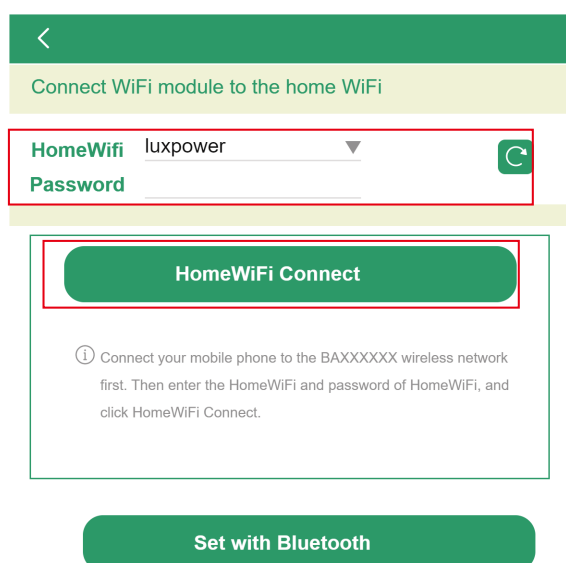 Connect WiFi module to the home WiFi
HomeWifi luxpower
Password
HomeWiFi Connect
Connect your mobile phone to the BAXXXXXX wireless network
first. Then enter the HomeWiFi and password of HomeWiFi, and
click HomeWiFi Connect.
Set with Bluetooth